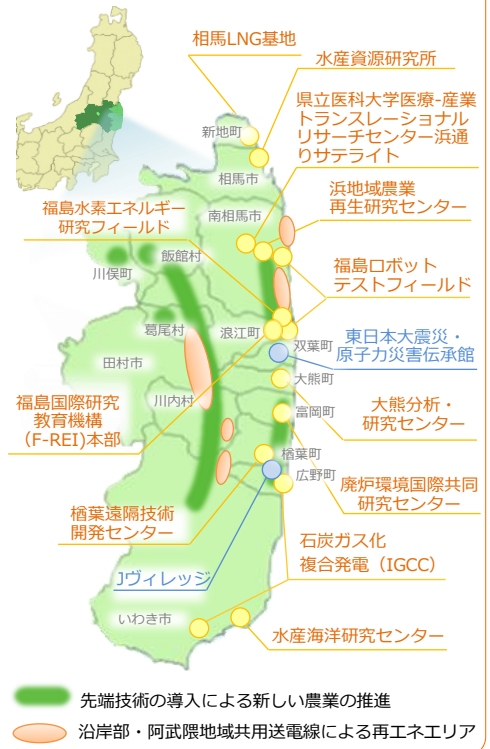 相馬LNG基地
水産資源研究所
県立医科大学医療-産業
トランスレーショナル
リサーチセンター浜通
りサテライト
新地町
相馬市
浜地域農業
再生研究センター
福島水素エネルギー
研究フィールド
南相馬市
飯館村
川俣町
福島ロボット
テストフィールド
葛尾村
浪江町
双葉町
東日本大震災・
原子力災害伝承館
田村市
大熊町
川内村
富岡町
大熊分析・
研究センター
福島国際研究
教育機構
（F-REI)本部
楢葉町
広野町
廃炉環境国際共同
研究センター
楢葉遠隔技術
開発センター
石炭ガス化
複合発電（IGCC）
Jヴィレッジ
いわき市
水産海洋研究センター
先端技術の導入による新しい農業の推進
沿岸部・阿武隈地域共用送電線による再エネエリア